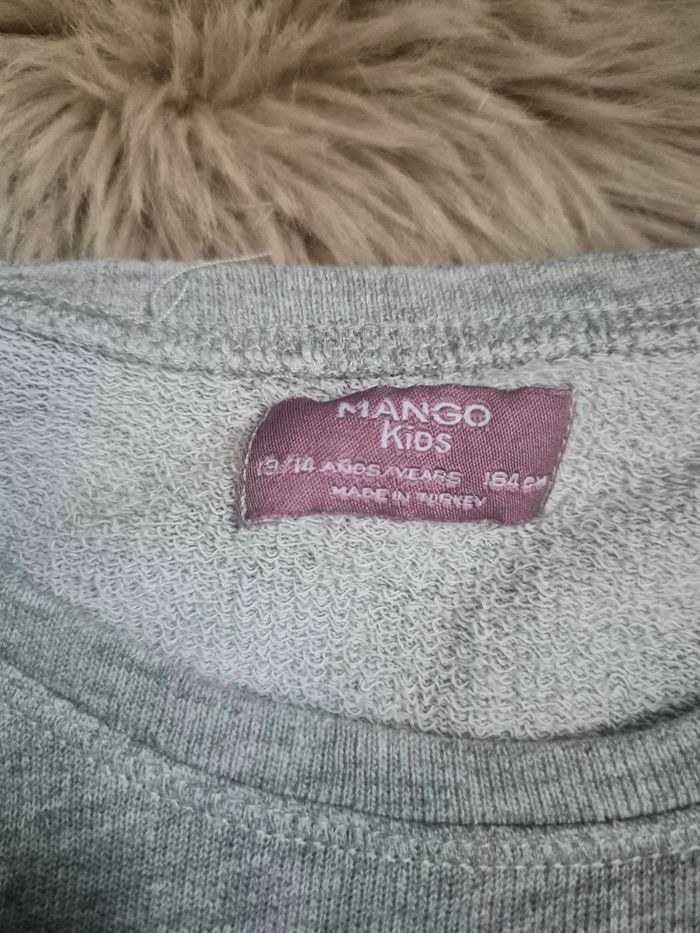 MANGO
KIDS
13/14 AÑOS/YEARS 164 CM
MADE IN TURKEY